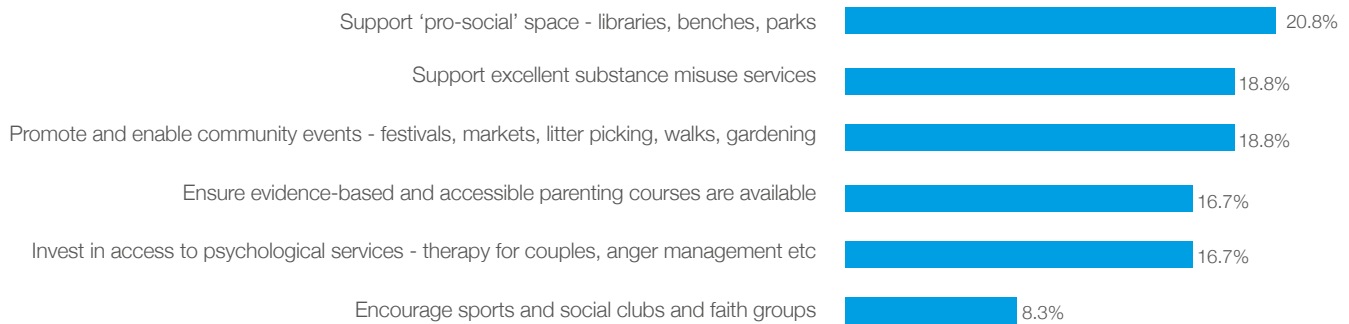 Support ‘pro-social’ space - libraries, benches, parks 20.8%
Support excellent substance misuse services 18.8%
Promote and enable community events - festivals, markets, litter picking, walks, gardening 18.8%
Ensure evidence-based and accessible parenting courses are available 16.7%
Invest in access to psychological services - therapy for couples, anger management etc 16.7%
Encourage sports and social clubs and faith groups 8.3%